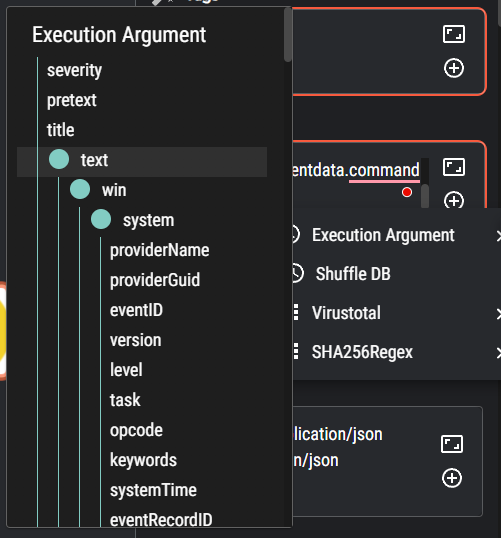 Execution Argument
severity
pretext
title
text
win
system
providerName
providerGuid
eventID
version
level
task
opcode
keywords
systemTime
eventRecordID
entdata.command
Execution Argument
Shuffle DB
Virustotal
SHA256Regex
lication/json
n/json